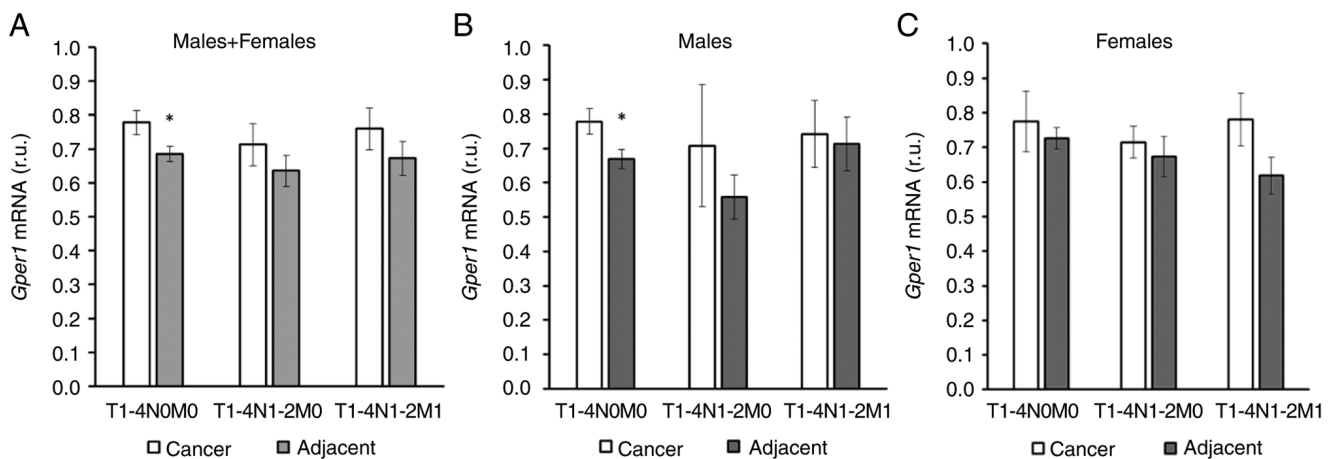 A
Males+Females
Gper1 mRNA (r.u.)
1.0
0.9
0.8
0.7
0.6
0.5
0.4
0.3
0.2
0.1
0.0
*
T1-4N0M0 T1-4N1-2M0 T1-4N1-2M1
Cancer Adjacent
B
Males
Gper1 mRNA (r.u.)
1.0
0.9
0.8
0.7
0.6
0.5
0.4
0.3
0.2
0.1
0.0
*
T1-4N0M0 T1-4N1-2M0 T1-4N1-2M1
Cancer Adjacent
C
Females
Gper1 mRNA (r.u.)
1.0
0.9
0.8
0.7
0.6
0.5
0.4
0.3
0.2
0.1
0.0
T1-4N0M0 T1-4N1-2M0 T1-4N1-2M1
Cancer Adjacent